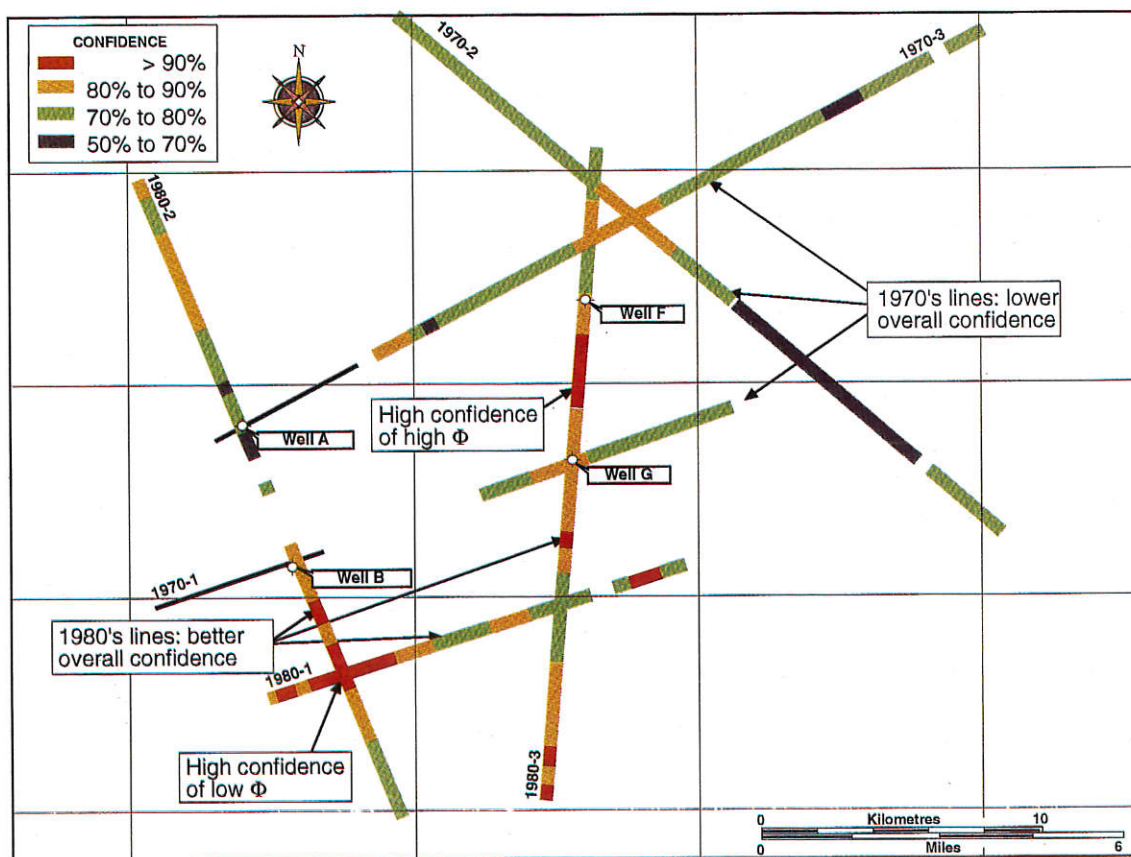 CONFIDENCE
> 90%
80% to 90%
70% to 80%
50% to 70%
N
1970-2
1970-3
1980-2
Well F
1970's lines: lower
overall confidence
High confidence
of high Φ
Well A
Well G
1970-1
Well B
1980's lines: better
overall confidence
1980-1
High confidence
of low Φ
1980-3
0 Kilometres 10
0 Miles 6